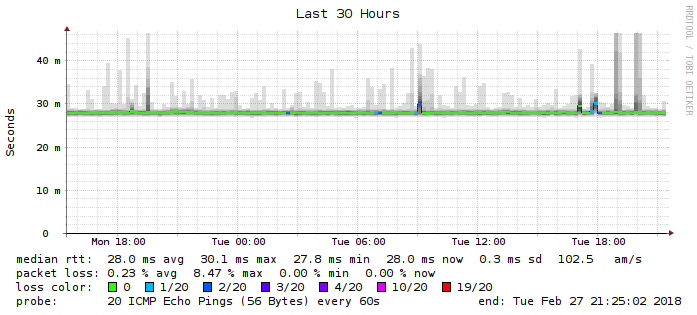 Last 30 Hours
RRDTOOL / TOBI OETIKER
Seconds
40 m
30 m
20 m
10 m
0
Mon 18:00 Tue 00:00 Tue 06:00 Tue 12:00 Tue 18:00
median rtt: 28.0 ms avg 30.1 ms max 27.8 ms min 28.0 ms now 0.3 ms sd 102.5 am/s
packet loss: 0.23 % avg 8.47 % max 0.00 % min 0.00 % now
loss color: 0 1/20 2/20 3/20 4/20 10/20 19/20
probe: 20 ICMP Echo Pings (56 Bytes) every 60s end: Tue Feb 27 21:25:02 2018